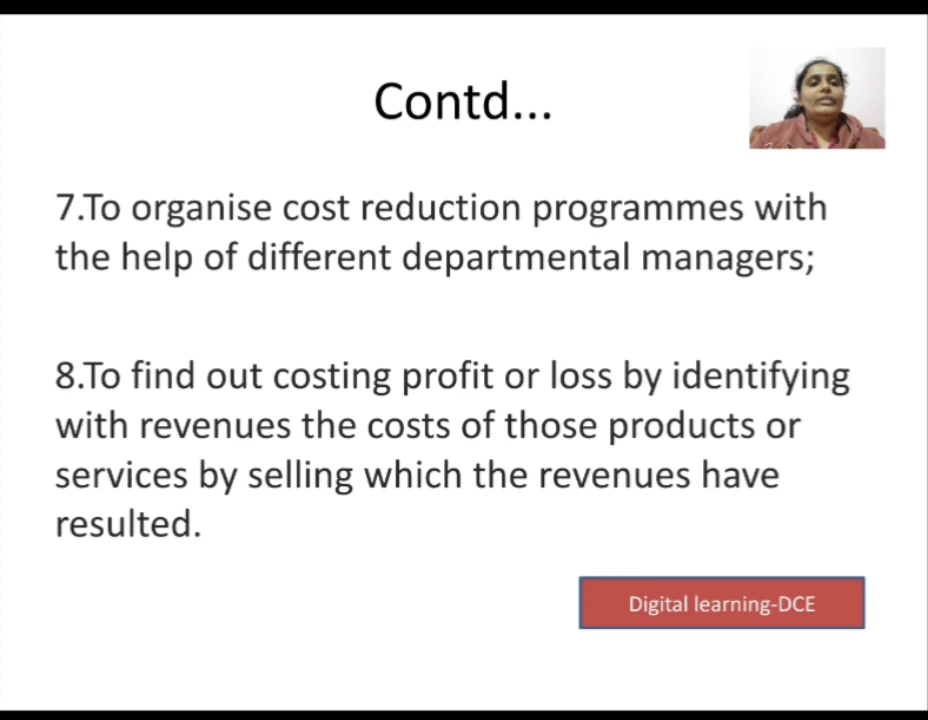 Contd...
7.To organise cost reduction programmes with
the help of different departmental managers;
8.To find out costing profit or loss by identifying
with revenues the costs of those products or
services by selling which the revenues have
resulted.
Digital learning-DCE